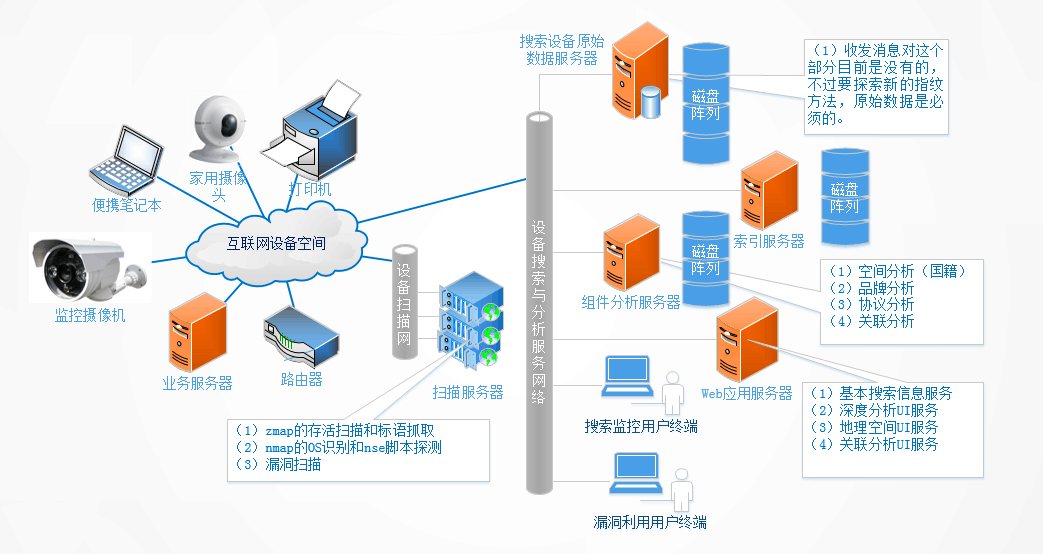 搜索设备原始
数据服务器
磁盘
阵列
（1）收发消息对这个
部分目前是没有的，
不过要探索新的指纹
方法，原始数据是必
须的。
便携笔记本
家用摄像
头
打印机
互联网设备空间
监控摄像机
业务服务器
路由器
设备扫描网
扫描服务器
（1）zmap的存活扫描和标语抓取
（2）nmap的OS识别和nse脚本探测
（3）漏洞扫描
设备搜索与分析服务网络
索引服务器
磁盘
阵列
组件分析服务器
磁盘
阵列
（1）空间分析（国籍）
（2）品牌分析
（3）协议分析
（4）关联分析
Web应用服务器
（1）基本搜索信息服务
（2）深度分析UI服务
（3）地理空间UI服务
（4）关联分析UI服务
搜索监控用户终端
漏洞利用用户终端